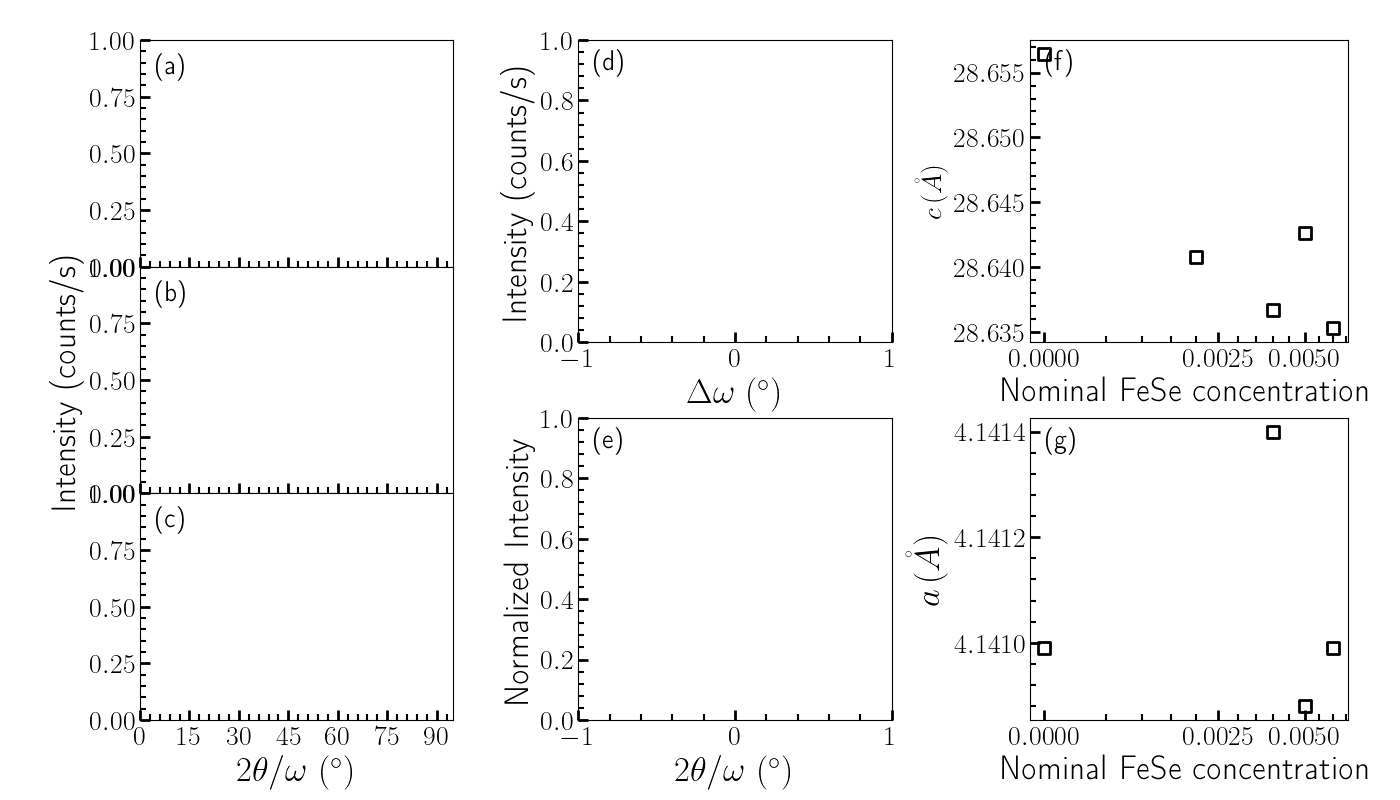 (a)
1.00
0.75
0.50
0.25
0.00
(b)
1.00
0.75
0.50
0.25
0.00
(c)
1.00
0.75
0.50
0.25
0.00
0 15 30 45 60 75 90
2θ/ω (°)
Intensity (counts/s)
(d)
1.0
0.8
0.6
0.4
0.2
0.0
−1 0 1
Δω (°)
Intensity (counts/s)
(e)
1.0
0.8
0.6
0.4
0.2
0.0
−1 0 1
2θ/ω (°)
Normalized Intensity
(f)
28.655
28.650
28.645
28.640
28.635
0.0000 0.0025 0.0050
Nominal FeSe concentration
c (Å)
(g)
4.1414
4.1412
4.1410
0.0000 0.0025 0.0050
Nominal FeSe concentration
a (Å)